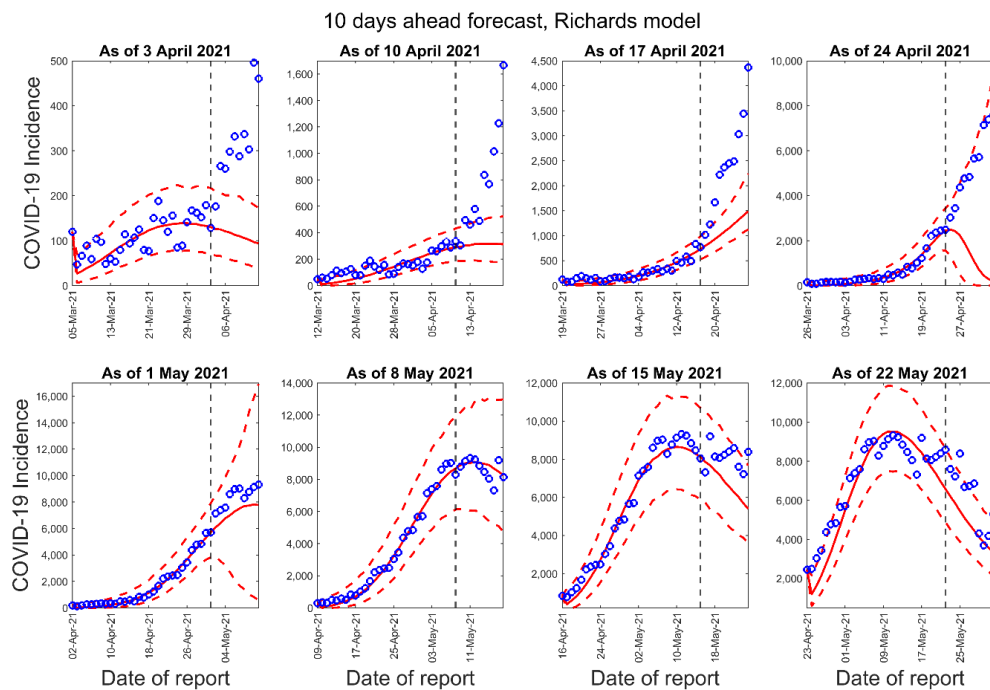 10 days ahead forecast, Richards model
As of 3 April 2021
500
400
300
200
100
0
05-Mar-21
13-Mar-21
21-Mar-21
29-Mar-21
06-Apr-21
COVID-19 Incidence
As of 10 April 2021
1,600
1,400
1,200
1,000
800
600
400
200
0
12-Mar-21
20-Mar-21
28-Mar-21
05-Apr-21
13-Apr-21
As of 17 April 2021
4,500
4,000
3,500
3,000
2,500
2,000
1,500
1,000
500
0
19-Mar-21
27-Mar-21
04-Apr-21
12-Apr-21
20-Apr-21
As of 24 April 2021
10,000
8,000
6,000
4,000
2,000
0
26-Mar-21
03-Apr-21
11-Apr-21
19-Apr-21
27-Apr-21
As of 1 May 2021
16,000
14,000
12,000
10,000
8,000
6,000
4,000
2,000
0
02-Apr-21
10-Apr-21
18-Apr-21
26-Apr-21
04-May-21
COVID-19 Incidence
Date of report
As of 8 May 2021
14,000
12,000
10,000
8,000
6,000
4,000
2,000
0
09-Apr-21
17-Apr-21
25-Apr-21
03-May-21
11-May-21
Date of report
As of 15 May 2021
12,000
10,000
8,000
6,000
4,000
2,000
16-Apr-21
24-Apr-21
02-May-21
10-May-21
18-May-21
Date of report
As of 22 May 2021
12,000
10,000
8,000
6,000
4,000
2,000
23-Apr-21
01-May-21
09-May-21
17-May-21
25-May-21
Date of report